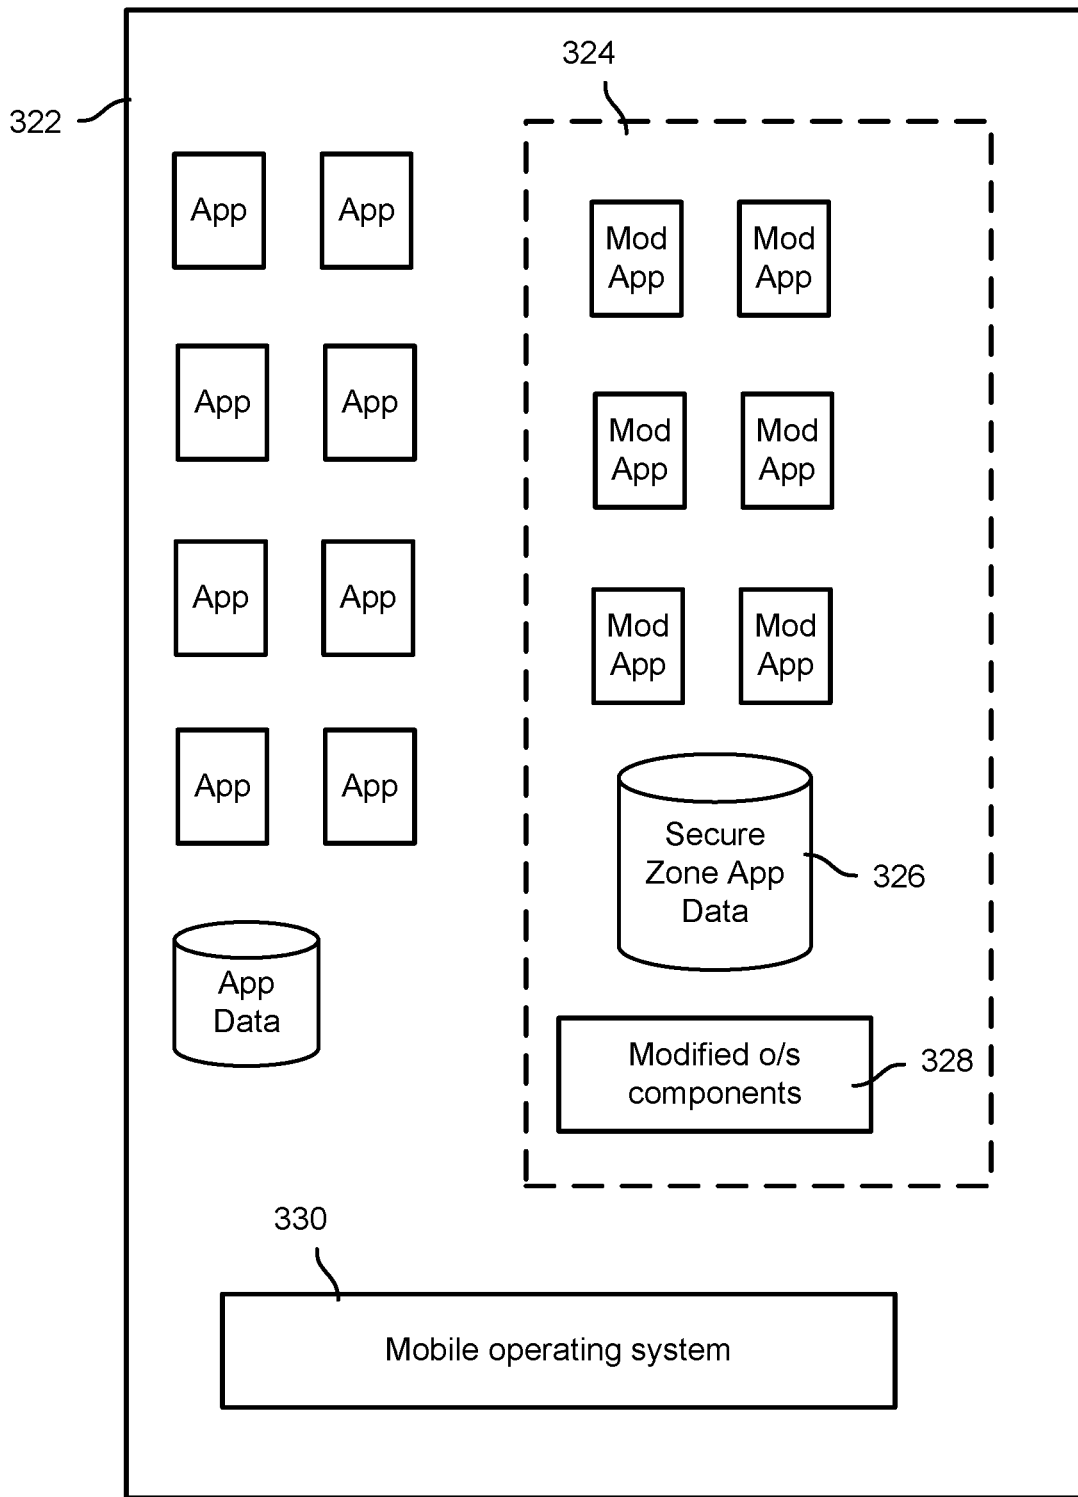 324
322
App
App
Mod
App
Mod
App
App
App
Mod
App
Mod
App
App
App
Mod
App
Mod
App
App
App
Secure
Zone App
Data
326
App
Data
Modified o/s
components
328
330
Mobile operating system